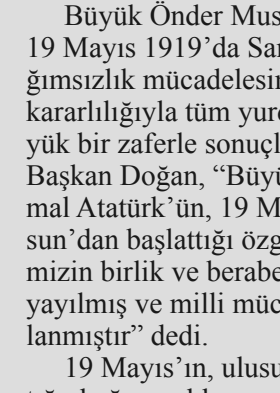 Büyük Önder Mus
19 Mayıs 1919’da Sa
ğımsızlık mücadelesi
kararlılığıyla tüm yur
yük bir zaferle sonuçl
Başkan Doğan, “Büyü
mal Atatürk’ün, 19 M
sun’dan başlattığı özg
mizin birlik ve berabe
yayılmış ve milli müc
lanmıştır” dedi.
19 Mayıs’ın, ulusu